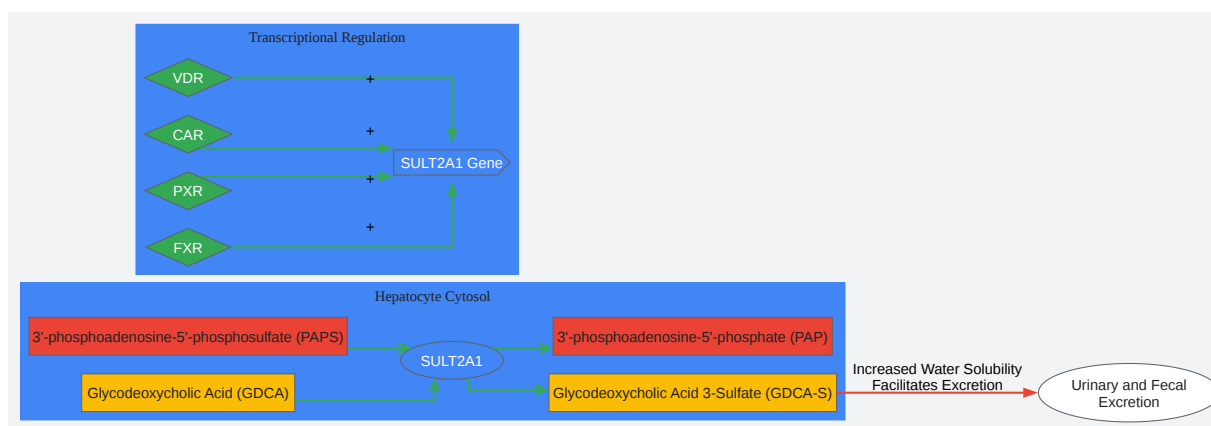 Transcriptional Regulation
VDR
+
CAR
+
SULT2A1 Gene
PXR
+
FXR
+
Hepatocyte Cytosol
3'-phosphoadenosine-5'-phosphosulfate (PAPS)
3'-phosphoadenosine-5'-phosphate (PAP)
SULT2A1
Glycodeoxycholic Acid (GDCA)
Glycodeoxycholic Acid 3-Sulfate (GDCA-S)
Increased Water Solubility
Facilitates Excretion
Urinary and Fecal
Excretion